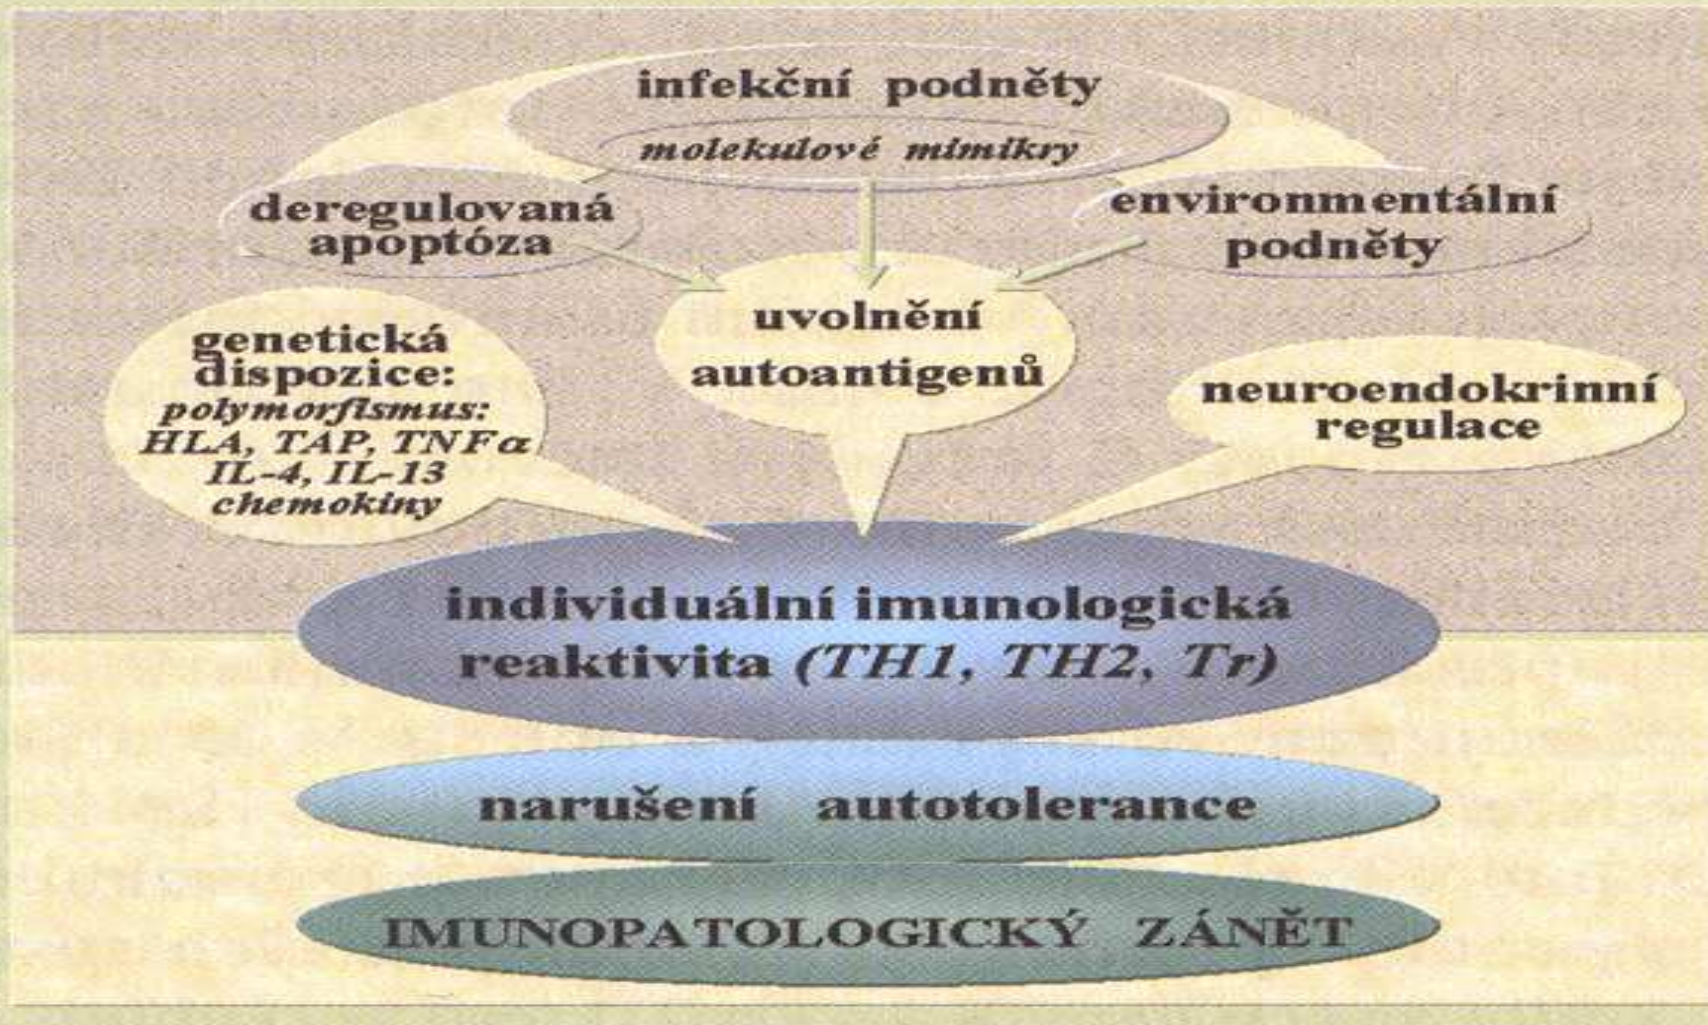 infekční podněty
molekulové mimikry
deregulovaná
apoptóza
environmentální
podněty
uvolnění
autoantigenů
genetická
dispozice:
polymorfismus:
HLA, TAP, TNFα
IL-4, IL-13
chemokiny
neuroendokrinní
regulace
individuální imunologická
reaktivita (TH1, TH2, Tr)
narušení autotolerance
IMUNOPATOLOGICKÝ ZÁNĚT